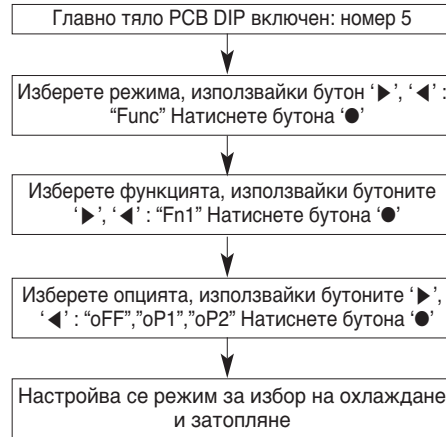 Главно тяло PCB DIP включен: номер 5
Изберете режима, използвайки бутон ‘▶’, ‘◀’ :
“Func” Натиснете бутона ‘●’
Изберете функцията, използвайки бутоните
‘▶’, ‘◀’ : “Fn1” Натиснете бутона ‘●’
Изберете опцията, използвайки бутоните ‘▶’,
‘◀’ : “oFF”,”oP1”,”oP2” Натиснете бутона ‘●’
Настройва се режим за избор на охлаждане
и затопляне